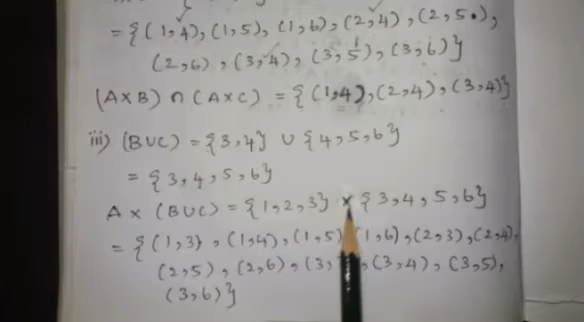 = {(1,4), (1,5), (1,6), (2,4), (2,5),
(2,6), (3,4), (3,5), (3,6)}
(A×B) ∩ (A×C) = {(1,4), (2,4), (3,4)}
iii) (B∪C) = {3,4} ∪ {4,5,6}
= {3,4,5,6}
A × (B∪C) = {1,2,3} × {3,4,5,6}
= {(1,3), (1,4), (1,5), (1,6), (2,3), (2,4),
(2,5), (2,6), (3, , (3,4), (3,5),
(3,6)}